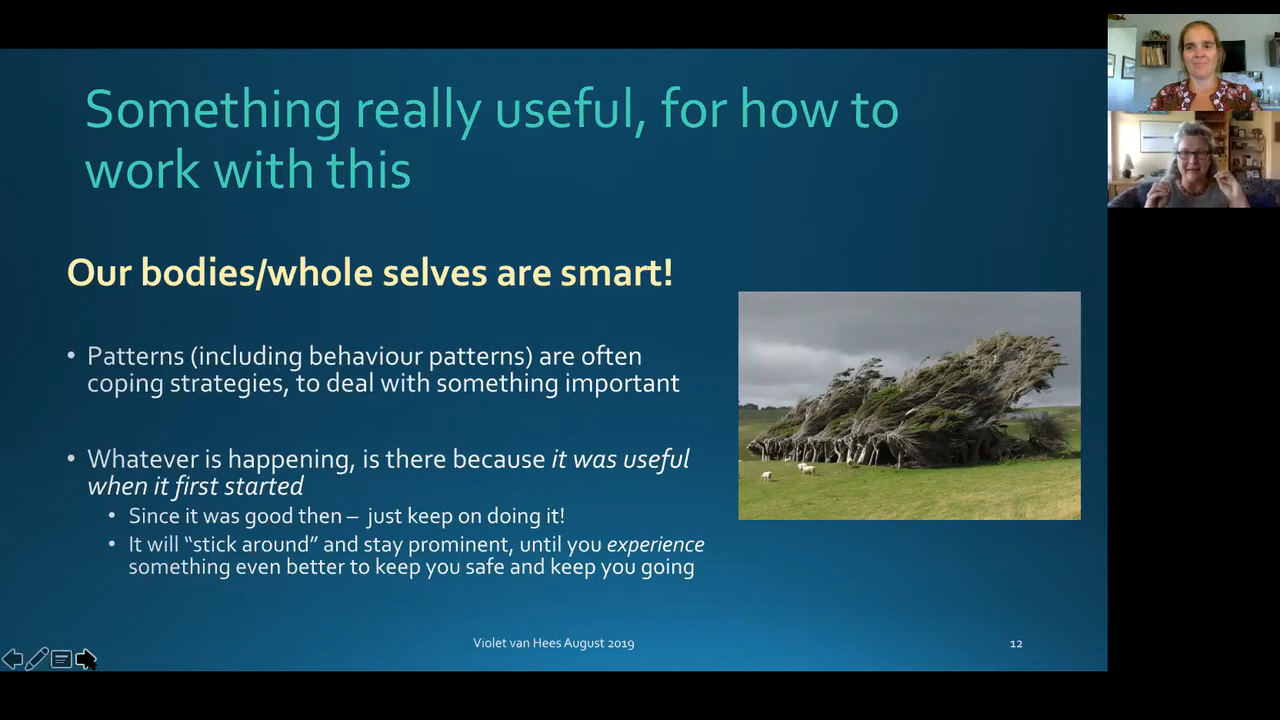 Something really useful, for how to
work with this
Our bodies/whole selves are smart!
• Patterns (including behaviour patterns) are often
coping strategies, to deal with something important
• Whatever is happening, is there because it was useful
when it first started
• Since it was good then – just keep on doing it!
• It will “stick around” and stay prominent, until you experience
something even better to keep you safe and keep you going
Violet van Hees August 2019
12